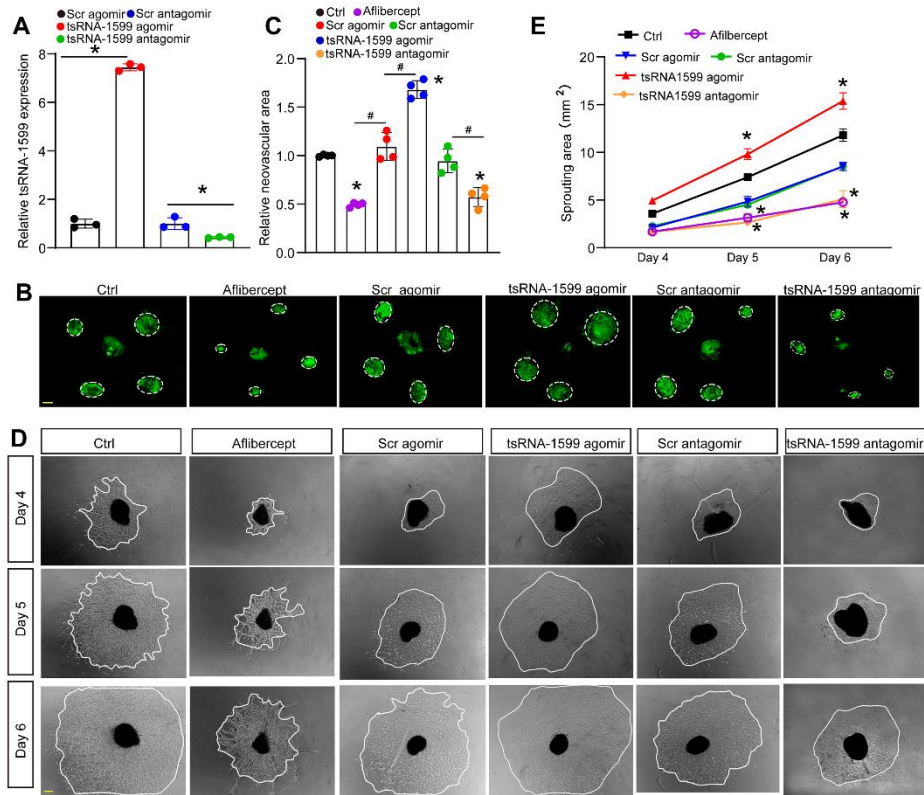 A
Scr agomir Scr antagomir
tsRNA-1599 agomir
tsRNA-1599 antagomir
Relative tsRNA-1599 expression
8
6
4
2
0
*
*
C
Ctrl Aflibercept
Scr agomir Scr antagomir
tsRNA-1599 agomir
tsRNA-1599 antagomir
Relative neovascular area
2.0
1.5
1.0
0.5
0.0
*
#
#
*
#
*
E
Ctrl Afilbercept
Scr agomir Scr antagomir
tsRNA1599 agomir
tsRNA1599 antagomir
Sprouting area (mm²)
20
15
10
5
0
*
*
*
*
*
*
Day 4 Day 5 Day 6
B
Ctrl Aflibercept Scr agomir tsRNA-1599 agomir Scr antagomir tsRNA-1599 antagomir
D
Ctrl Aflibercept Scr agomir tsRNA-1599 agomir Scr antagomir tsRNA-1599 antagomir
Day 4
Day 5
Day 6